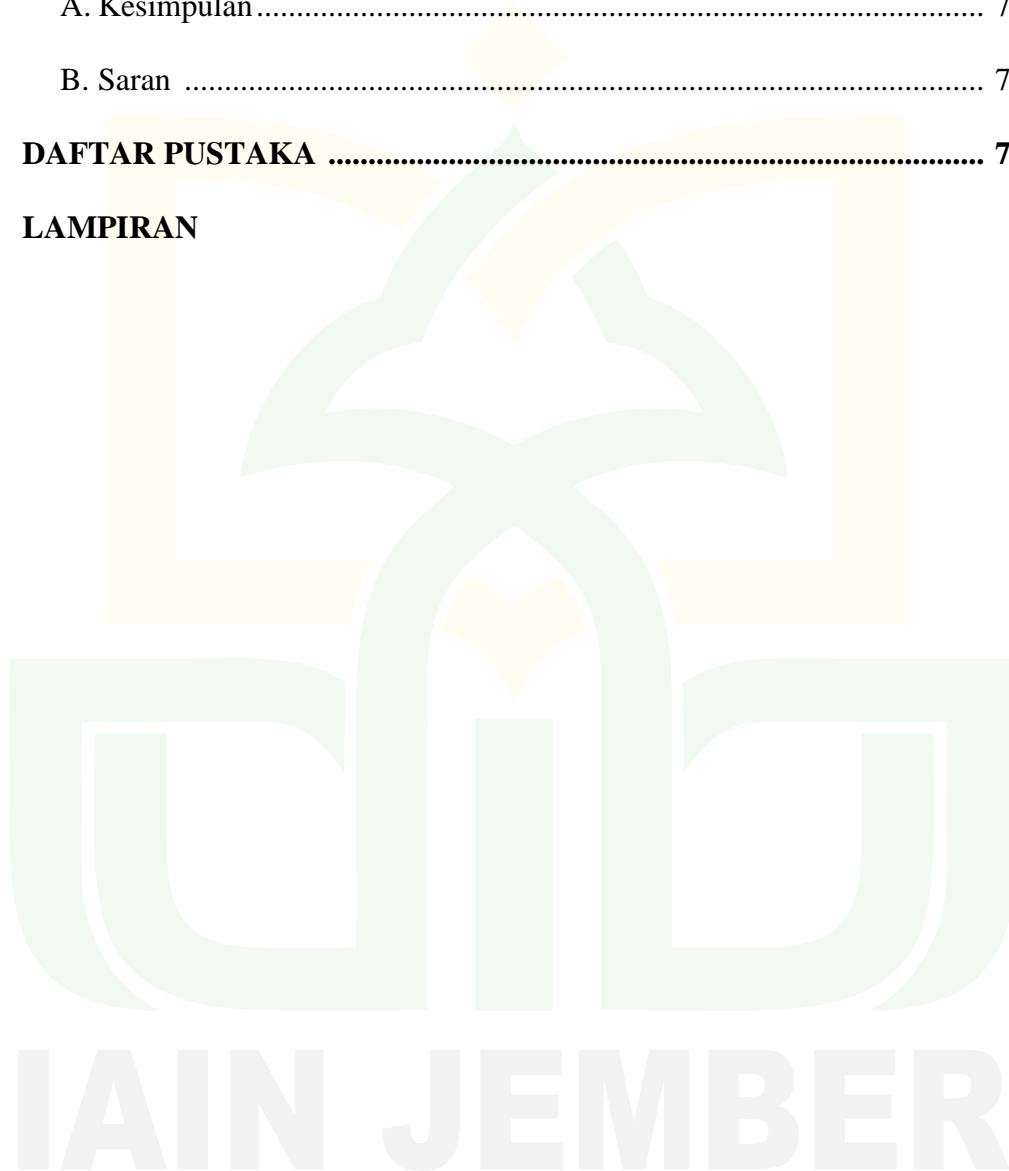 A. Kesimpulan........................................................................................... 7
B. Saran .................................................................................................... 7
DAFTAR PUSTAKA .................................................................................. 7
LAMPIRAN
IAIN JEMBER